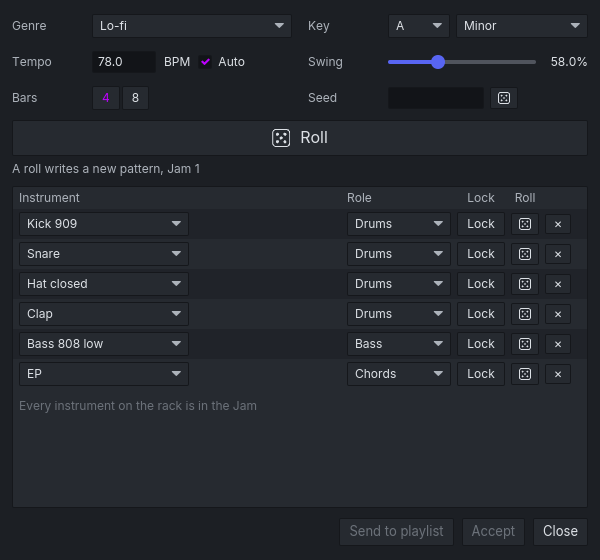 Genre Lo-fi Key A Minor
Tempo 78.0 BPM Auto Swing 58.0%
Bars 4 8 Seed
Roll
A roll writes a new pattern, Jam 1
Instrument Role Lock Roll
Kick 909 Drums Lock ×
Snare Drums Lock ×
Hat closed Drums Lock ×
Clap Drums Lock ×
Bass 808 low Bass Lock ×
EP Chords Lock ×
Every instrument on the rack is in the Jam
Send to playlist Accept Close